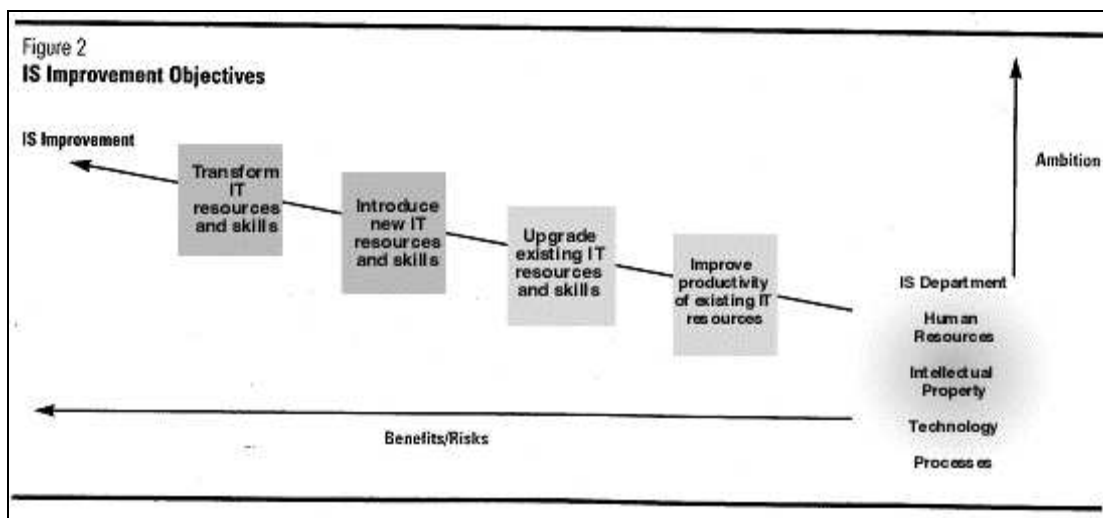 Figure 2
IS Improvement Objectives
IS Improvement
Transform
IT
resources
and skills
Introduce
new IT
resources
and skills
Upgrade
existing IT
resources
and skills
Improve
productivity
of existing IT
resources
Ambition
IS Department
Human
Resources
Intellectual
Property
Technology
Processes
Benefits/Risks